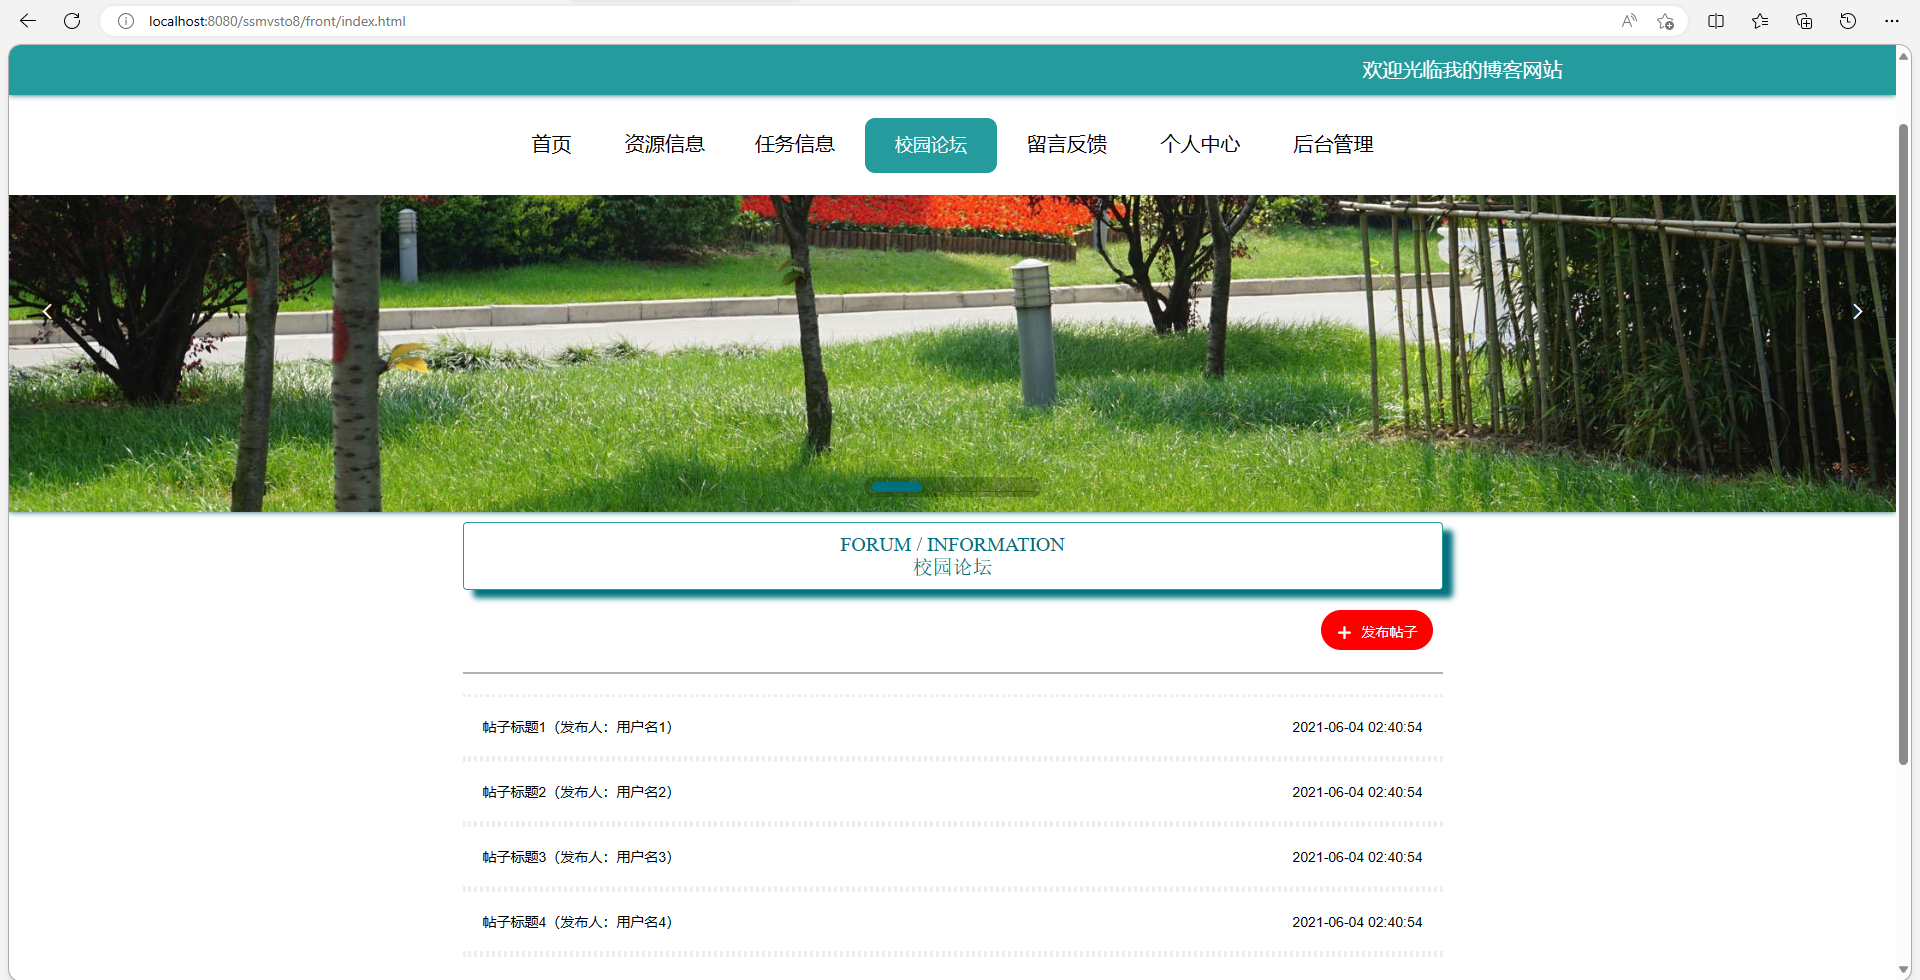 localhost:8080/ssmvsto8/front/index.html
欢迎光临我的博客网站
首页 资源信息 任务信息 校园论坛 留言反馈 个人中心 后台管理
FORUM / INFORMATION
校园论坛
+ 发布帖子
帖子标题1（发布人：用户名1） 2021-06-04 02:40:54
帖子标题2（发布人：用户名2） 2021-06-04 02:40:54
帖子标题3（发布人：用户名3） 2021-06-04 02:40:54
帖子标题4（发布人：用户名4） 2021-06-04 02:40:54